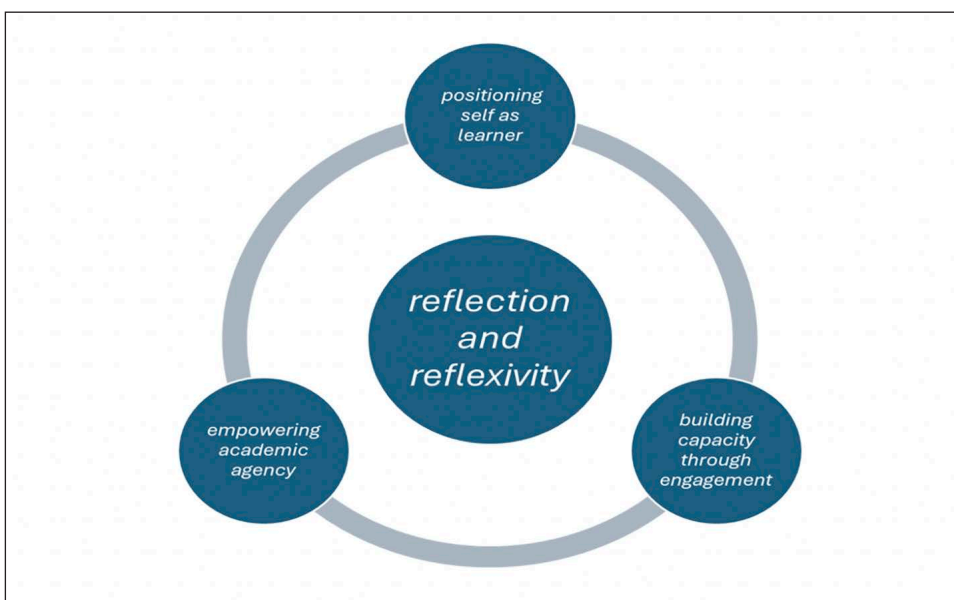 positioning
self as
learner
reflection
and
reflexivity
empowering
academic
agency
building
capacity
through
engagement